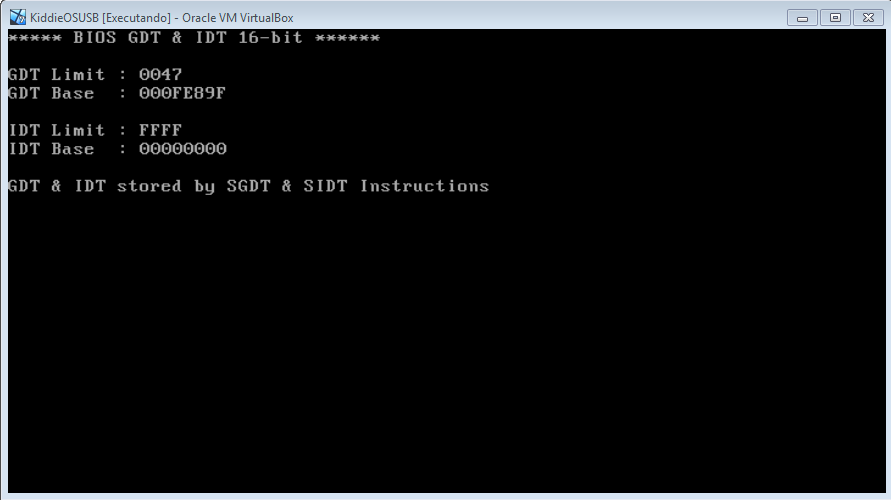 KiddieOSUSB [Executando] - Oracle VM VirtualBox
***** BIOS GDT & IDT 16-bit ******
GDT Limit : 0047
GDT Base  : 000FE89F
IDT Limit : FFFF
IDT Base  : 00000000
GDT & IDT stored by SGDT & SIDT Instructions